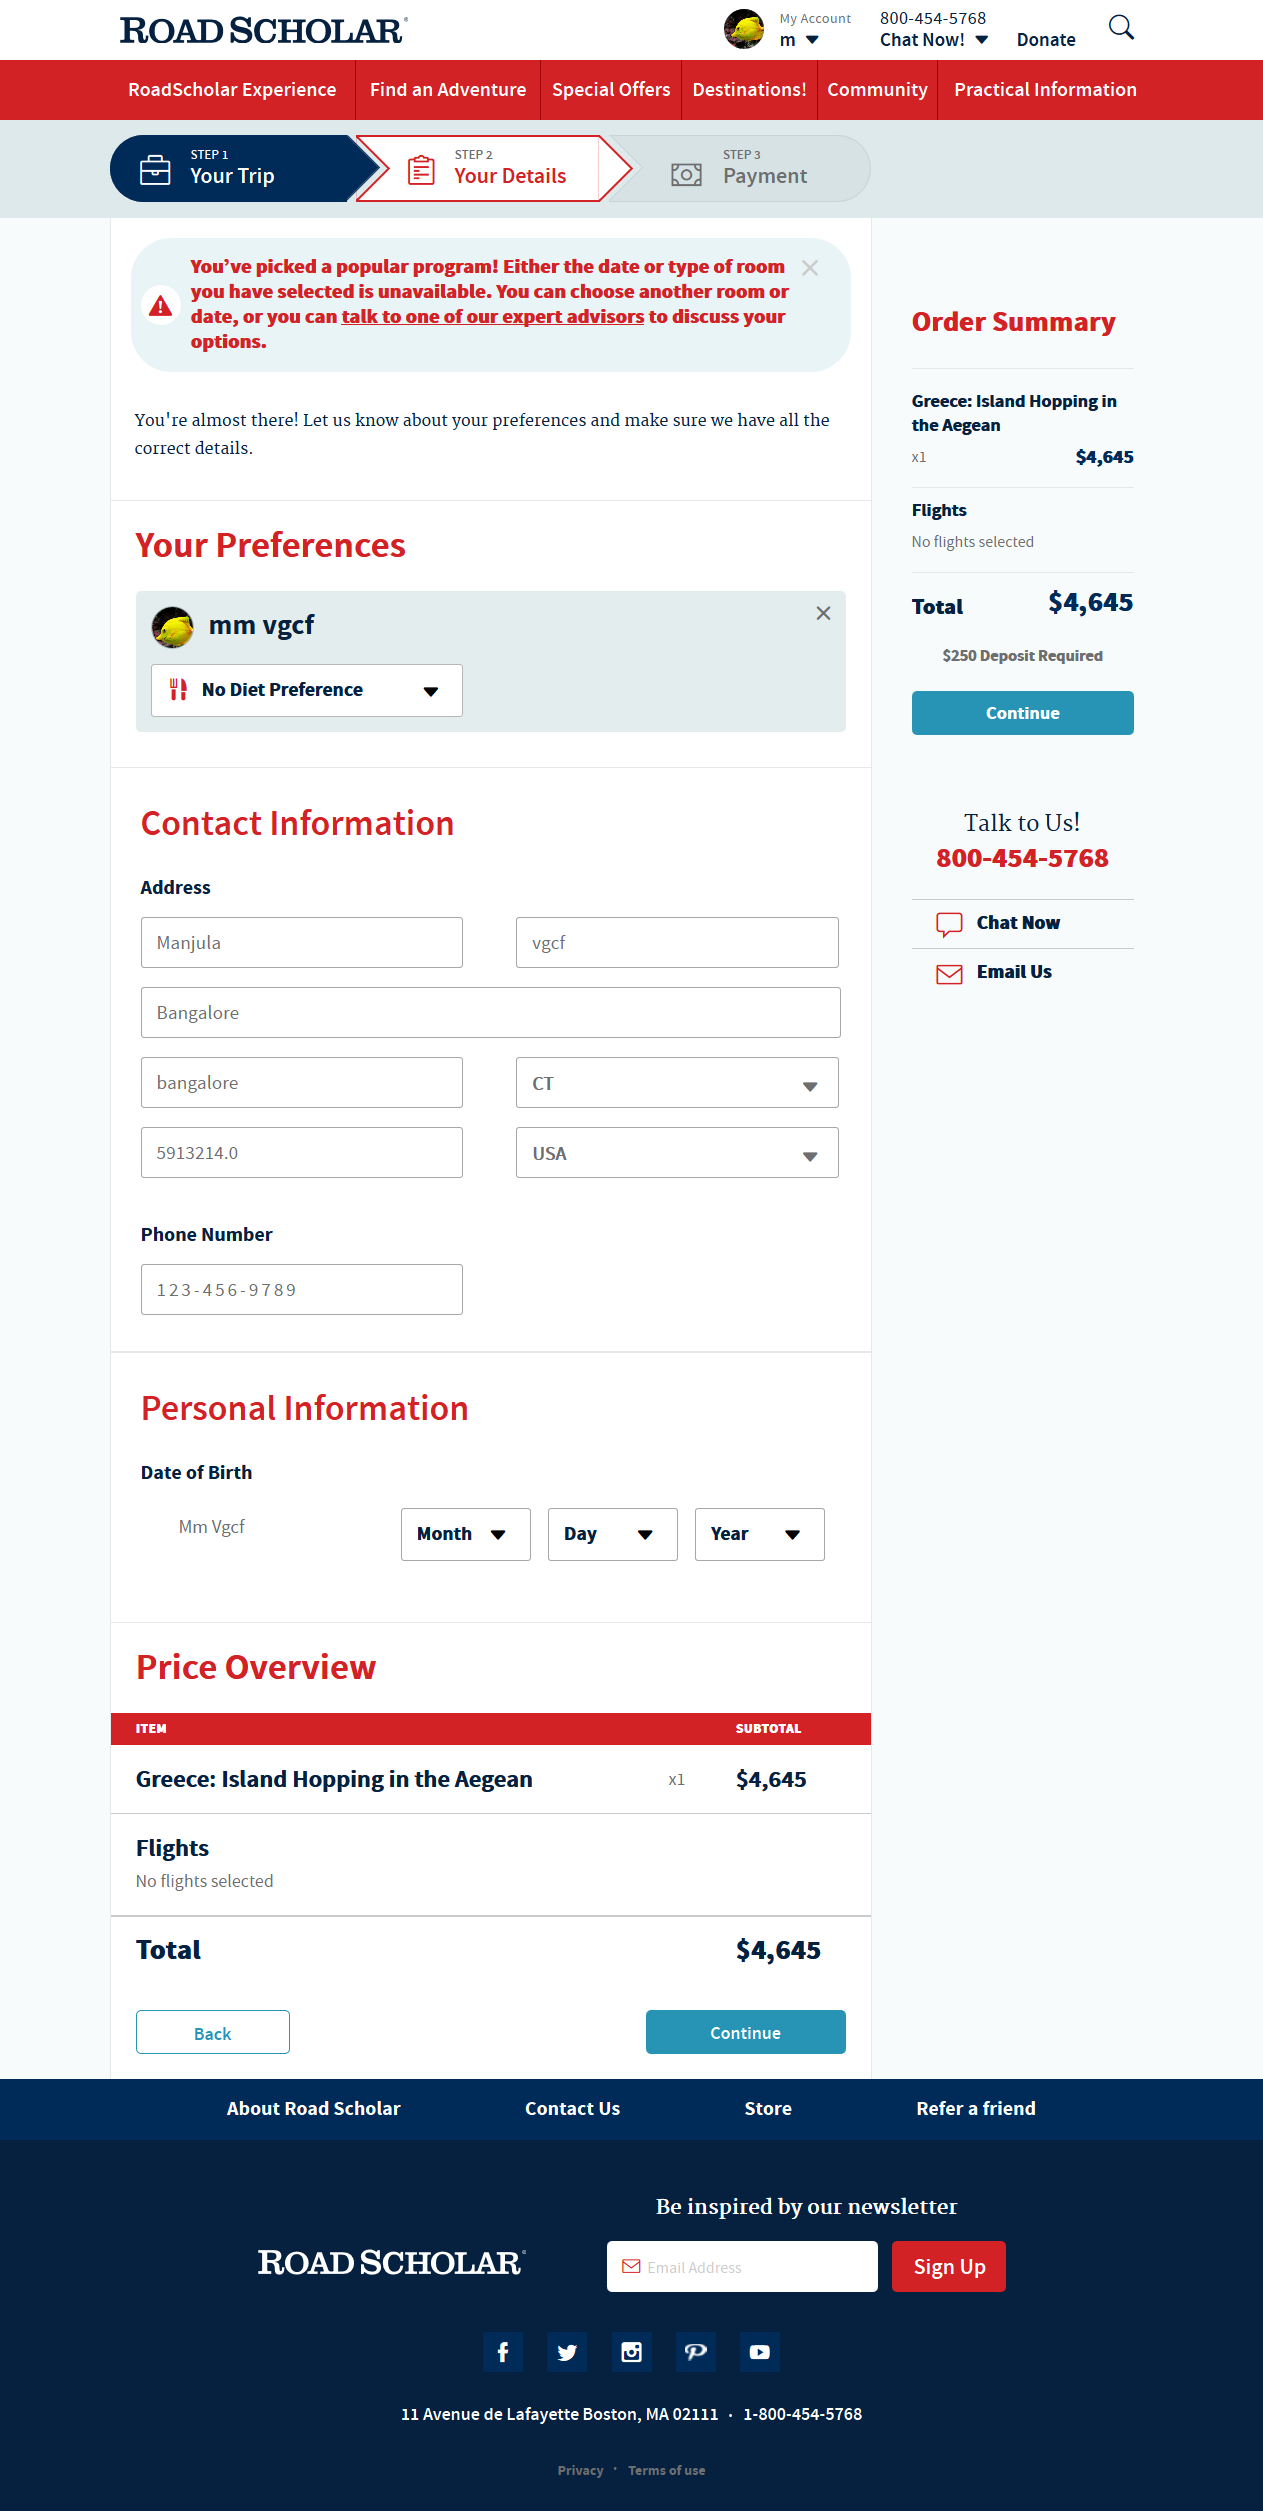 ROAD SCHOLAR®
My Account
m
800-454-5768
Chat Now!
Donate
RoadScholar Experience
Find an Adventure
Special Offers
Destinations!
Community
Practical Information
STEP 1
Your Trip
STEP 2
Your Details
STEP 3
Payment
You’ve picked a popular program! Either the date or type of room
you have selected is unavailable. You can choose another room or
date, or you can talk to one of our expert advisors to discuss your
options.
You're almost there! Let us know about your preferences and make sure we have all the
correct details.
Your Preferences
mm vgcf
No Diet Preference
Contact Information
Address
Manjula
vgcf
Bangalore
bangalore
CT
5913214.0
USA
Phone Number
123-456-9789
Personal Information
Date of Birth
Mm Vgcf
Month
Day
Year
Price Overview
ITEM
SUBTOTAL
Greece: Island Hopping in the Aegean
x1
$4,645
Flights
No flights selected
Total
$4,645
Back
Continue
Order Summary
Greece: Island Hopping in
the Aegean
x1
$4,645
Flights
No flights selected
Total
$4,645
$250 Deposit Required
Continue
Talk to Us!
800-454-5768
Chat Now
Email Us
About Road Scholar
Contact Us
Store
Refer a friend
Be inspired by our newsletter
ROAD SCHOLAR®
Email Address
Sign Up
11 Avenue de Lafayette Boston, MA 02111 · 1-800-454-5768
Privacy · Terms of use